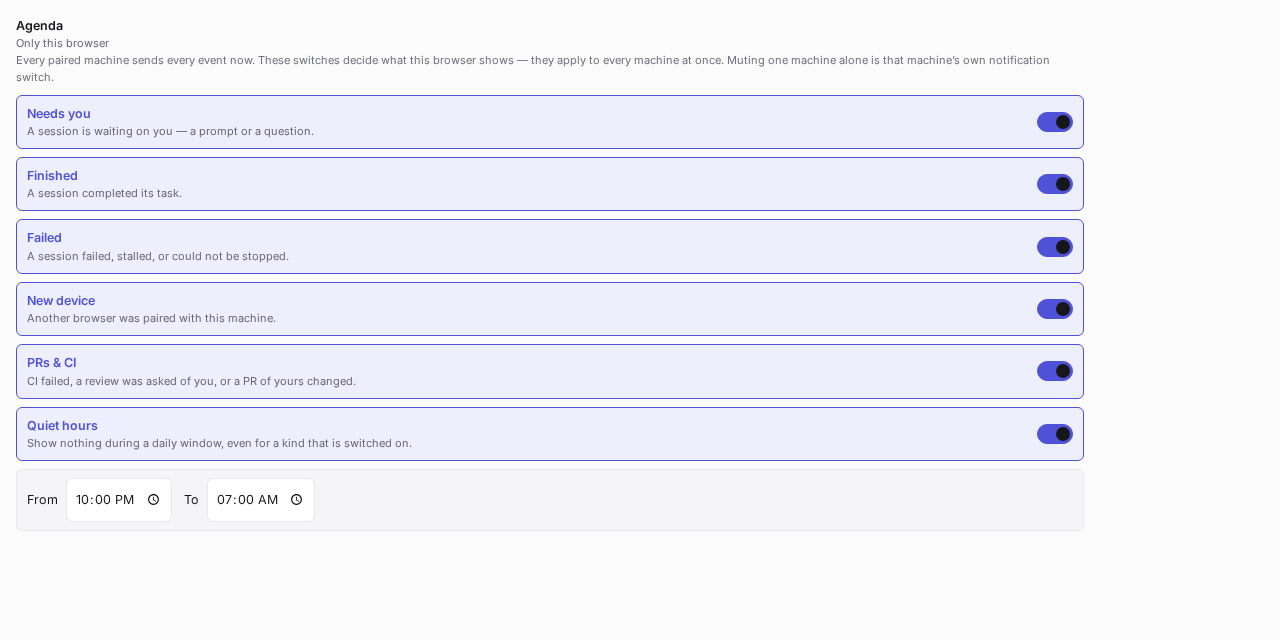 Agenda
Only this browser
Every paired machine sends every event now. These switches decide what this browser shows — they apply to every machine at once. Muting one machine alone is that machine's own notification
switch.
Needs you
A session is waiting on you — a prompt or a question.
Finished
A session completed its task.
Failed
A session failed, stalled, or could not be stopped.
New device
Another browser was paired with this machine.
PRs & CI
CI failed, a review was asked of you, or a PR of yours changed.
Quiet hours
Show nothing during a daily window, even for a kind that is switched on.
From 10:00 PM To 07:00 AM